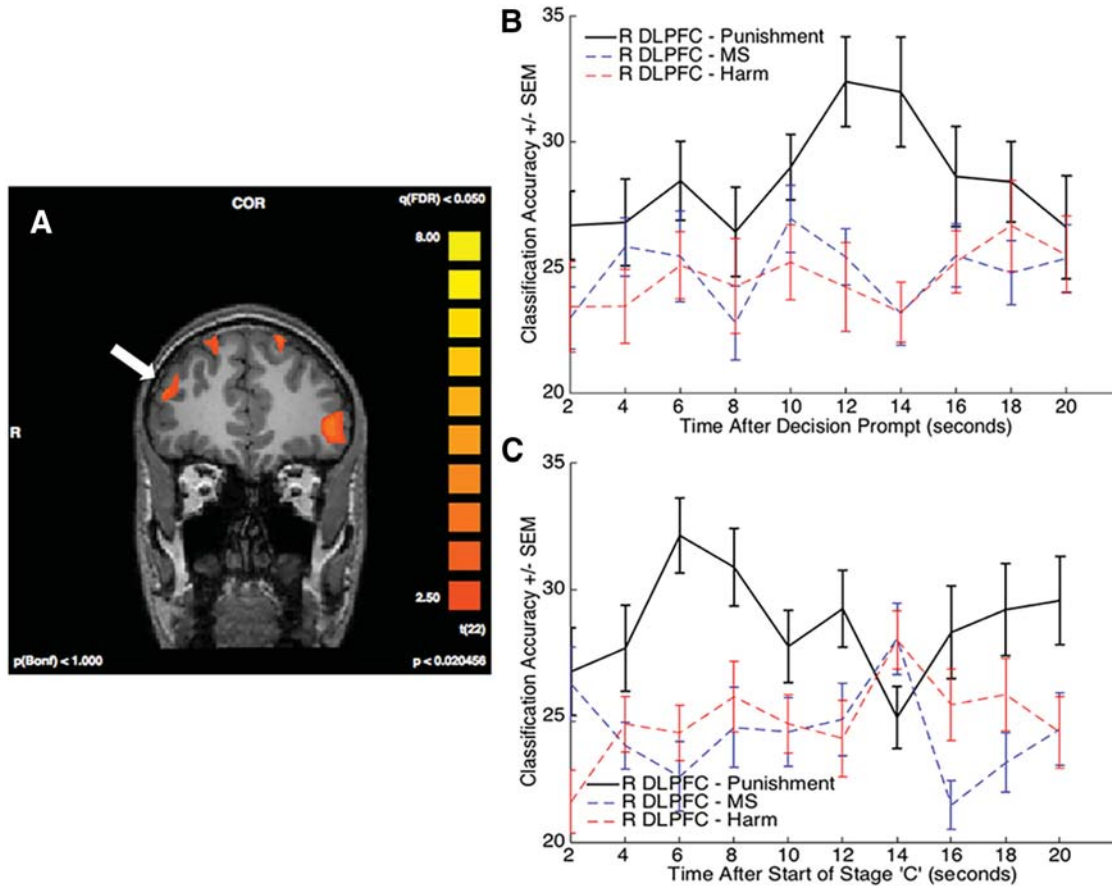 A
COR
q(FDR) < 0.050
8.00
R
2.50
t(22)
p(Bonf) < 1.000
p < 0.020456
B
Classification Accuracy +/- SEM
35
30
25
20
R DLPFC - Punishment
R DLPFC - MS
R DLPFC - Harm
2 4 6 8 10 12 14 16 18 20
Time After Decision Prompt (seconds)
C
Classification Accuracy +/- SEM
35
30
25
20
R DLPFC - Punishment
R DLPFC - MS
R DLPFC - Harm
2 4 6 8 10 12 14 16 18 20
Time After Start of Stage 'C' (seconds)